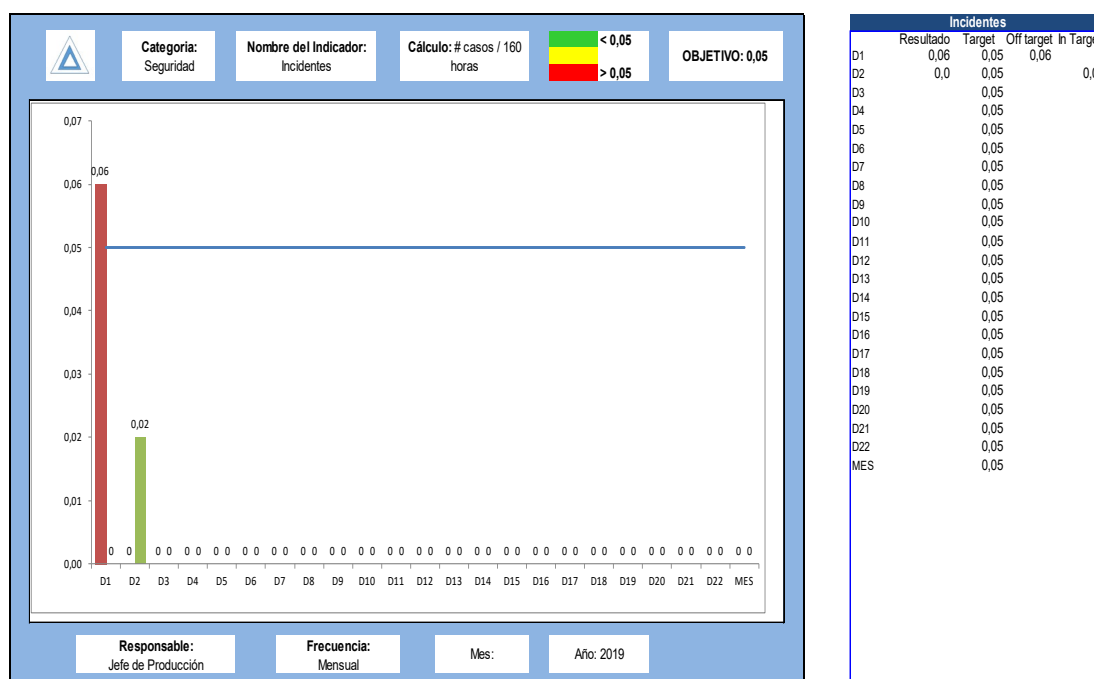 Categoria:
Seguridad
Nombre del Indicador:
Incidentes
Cálculo: # casos / 160
horas
< 0,05
> 0,05
OBJETIVO: 0,05
0,07
0,06
0,05
0,04
0,03
0,02
0,01
0,00
0,06
0,02
0 0 0 0 0 0 0 0 0 0 0 0 0 0 0 0 0 0 0 0 0 0 0 0 0 0 0 0 0 0 0 0 0 0 0 0 0 0 0 0 0 0 0 0
D1 D2 D3 D4 D5 D6 D7 D8 D9 D10 D11 D12 D13 D14 D15 D16 D17 D18 D19 D20 D21 D22 MES
Responsable:
Jefe de Producción
Frecuencia:
Mensual
Mes:
Año: 2019
Incidentes
Resultado Target Off target In
D1 0,06 0,05 0,06
D2 0,0 0,05
D3 0,05
D4 0,05
D5 0,05
D6 0,05
D7 0,05
D8 0,05
D9 0,05
D10 0,05
D11 0,05
D12 0,05
D13 0,05
D14 0,05
D15 0,05
D16 0,05
D17 0,05
D18 0,05
D19 0,05
D20 0,05
D21 0,05
D22 0,05
MES 0,05